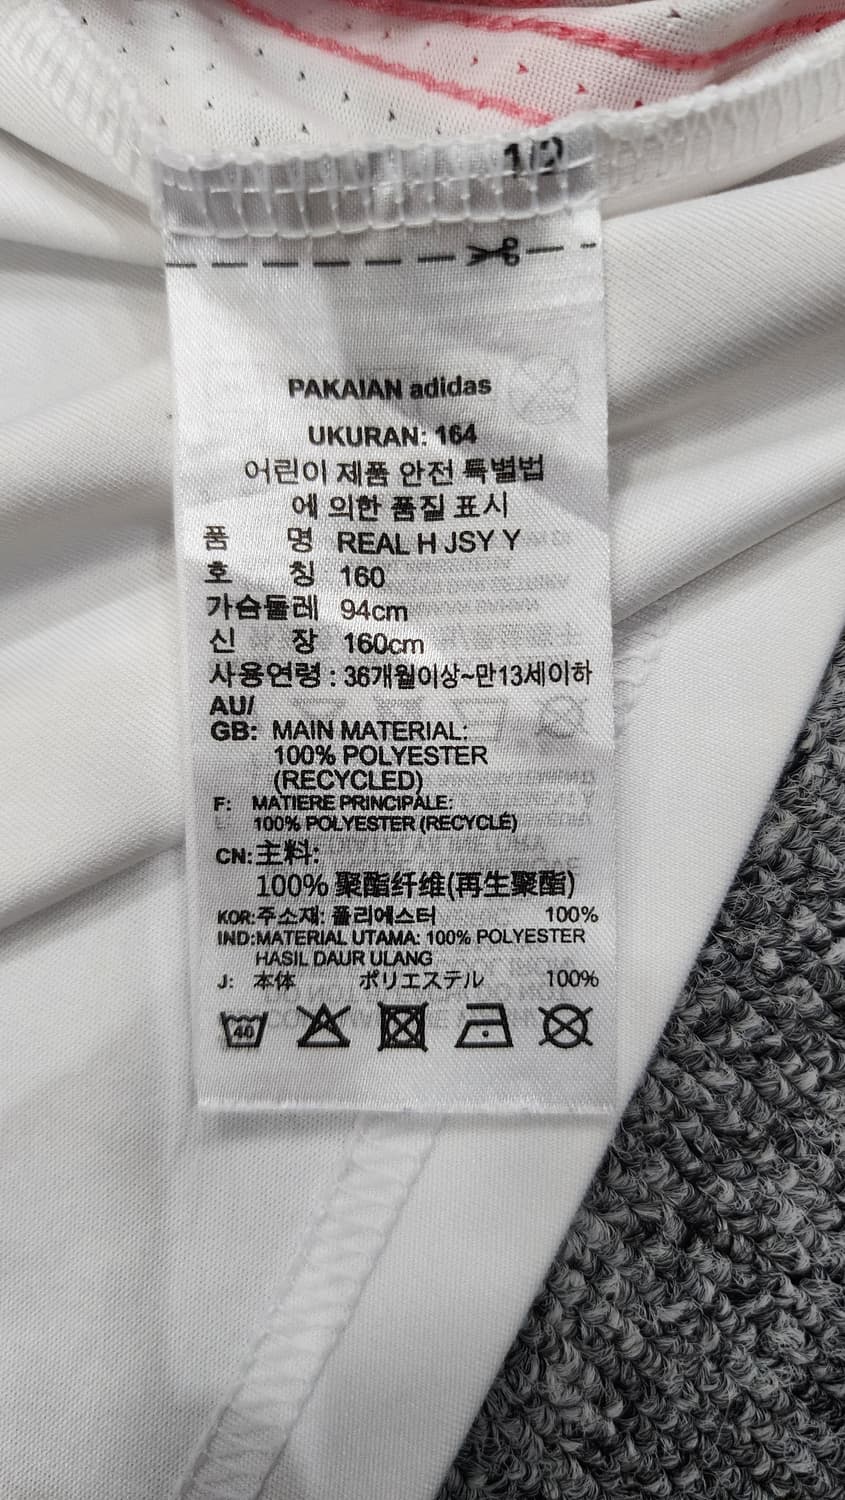 1/2
PAKAIAN adidas
UKURAN: 164
어린이 제품 안전 특별법
에 의한 품질 표시
품 명 REAL H JSY Y
호 칭 160
가슴둘레 94cm
신 장 160cm
사용연령 : 36개월이상~만13세이하
AU/
GB: MAIN MATERIAL:
100% POLYESTER
(RECYCLED)
F: MATIERE PRINCIPALE:
100% POLYESTER (RECYCLÉ)
CN:主料:
100% 聚酯纤维(再生聚酯)
KOR:주소재: 폴리에스터 100%
IND:MATERIAL UTAMA: 100% POLYESTER
HASIL DAUR ULANG
J: 本体 ポリエステル 100%
40